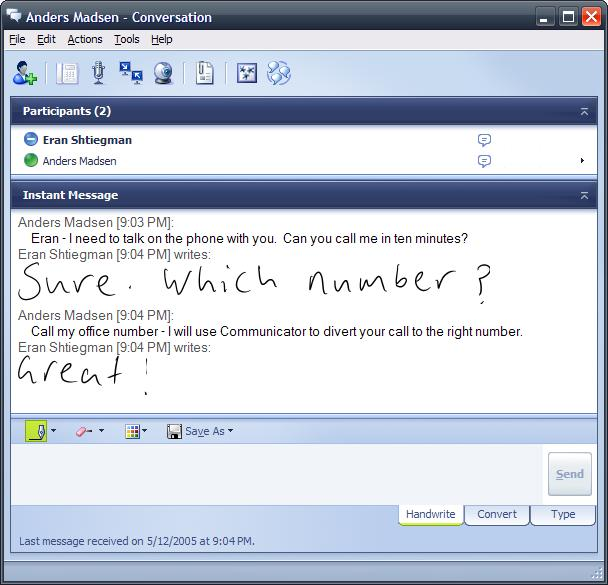 Anders Madsen - Conversation
File Edit Actions Tools Help
Participants (2)
Eran Shtiegman
Anders Madsen
Instant Message
Anders Madsen [9:03 PM]:
Eran - I need to talk on the phone with you. Can you call me in ten minutes?
Eran Shtiegman [9:04 PM] writes:
Sure. Which number?
Anders Madsen [9:04 PM]:
Call my office number - I will use Communicator to divert your call to the right number.
Eran Shtiegman [9:04 PM] writes:
Great!
Save As
Send
Handwrite Convert Type
Last message received on 5/12/2005 at 9:04 PM.